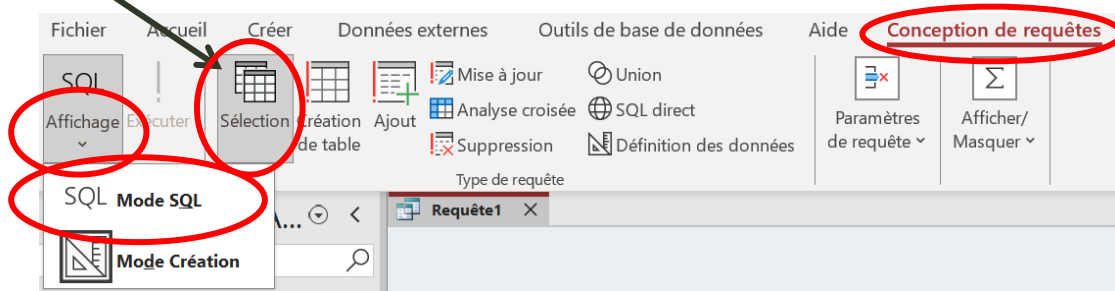 Fichier Accueil Créer Données externes Outils de base de données Aide Conception de requêtes
SQL
Affichage
Exécuter
Sélection
Création
de table
Ajout
Mise à jour
Analyse croisée
Suppression
Union
SQL direct
Définition des données
Type de requête
Paramètres
de requête
Afficher/
Masquer
SQL Mode SQL
Mode Création
A...
Requête1